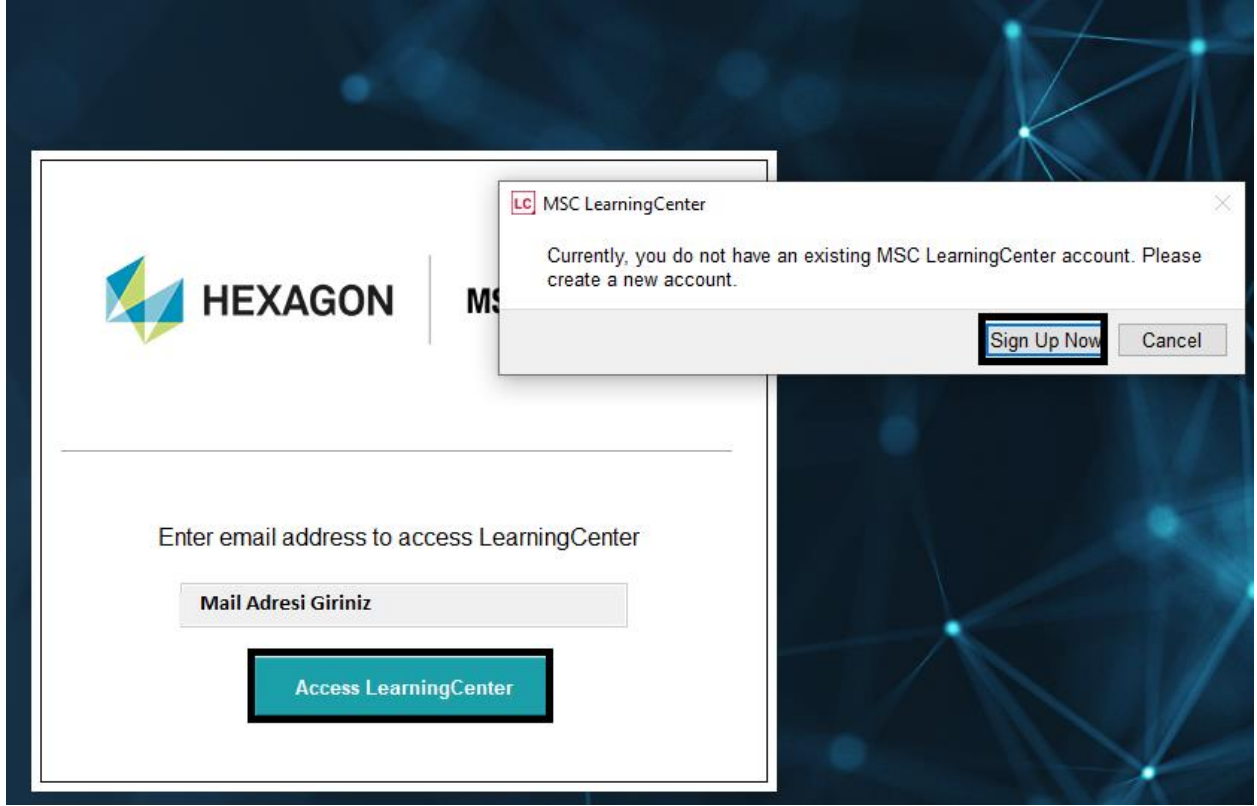 LC MSC LearningCenter
Currently, you do not have an existing MSC LearningCenter account. Please
create a new account.
Sign Up Now
Cancel
HEXAGON
Enter email address to access LearningCenter
Mail Adresi Giriniz
Access LearningCenter